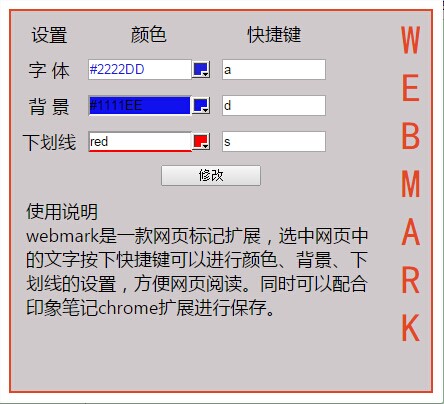 设置 颜色 快捷键
字 体 #2222DD a
背 景 #1111EE d
下划线 red s
修改
使用说明
webmark是一款网页标记扩展，选中网页中
的文字按下快捷键可以进行颜色、背景、下
划线的设置，方便网页阅读。同时可以配合
印象笔记chrome扩展进行保存。
WEBMARK